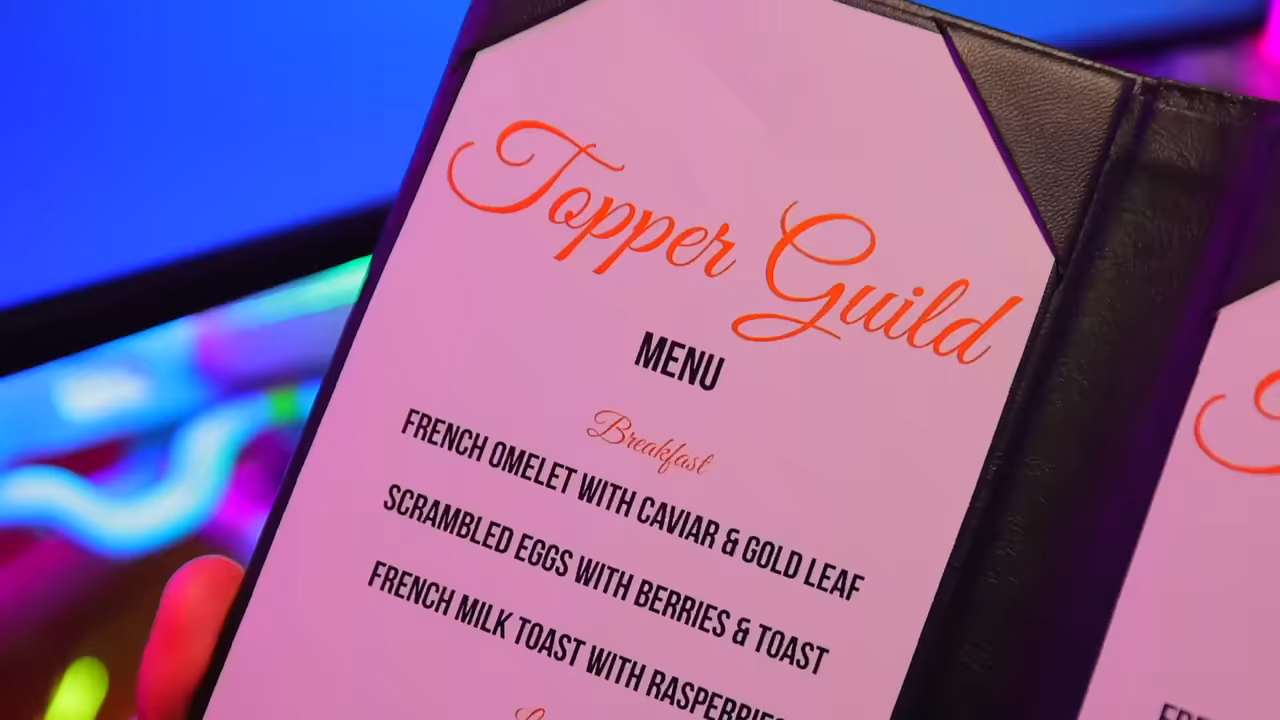 Topper Guild
MENU
Breakfast
FRENCH OMELET WITH CAVIAR & GOLD LEAF
SCRAMBLED EGGS WITH BERRIES & TOAST
FRENCH MILK TOAST WITH RASPBERRIES